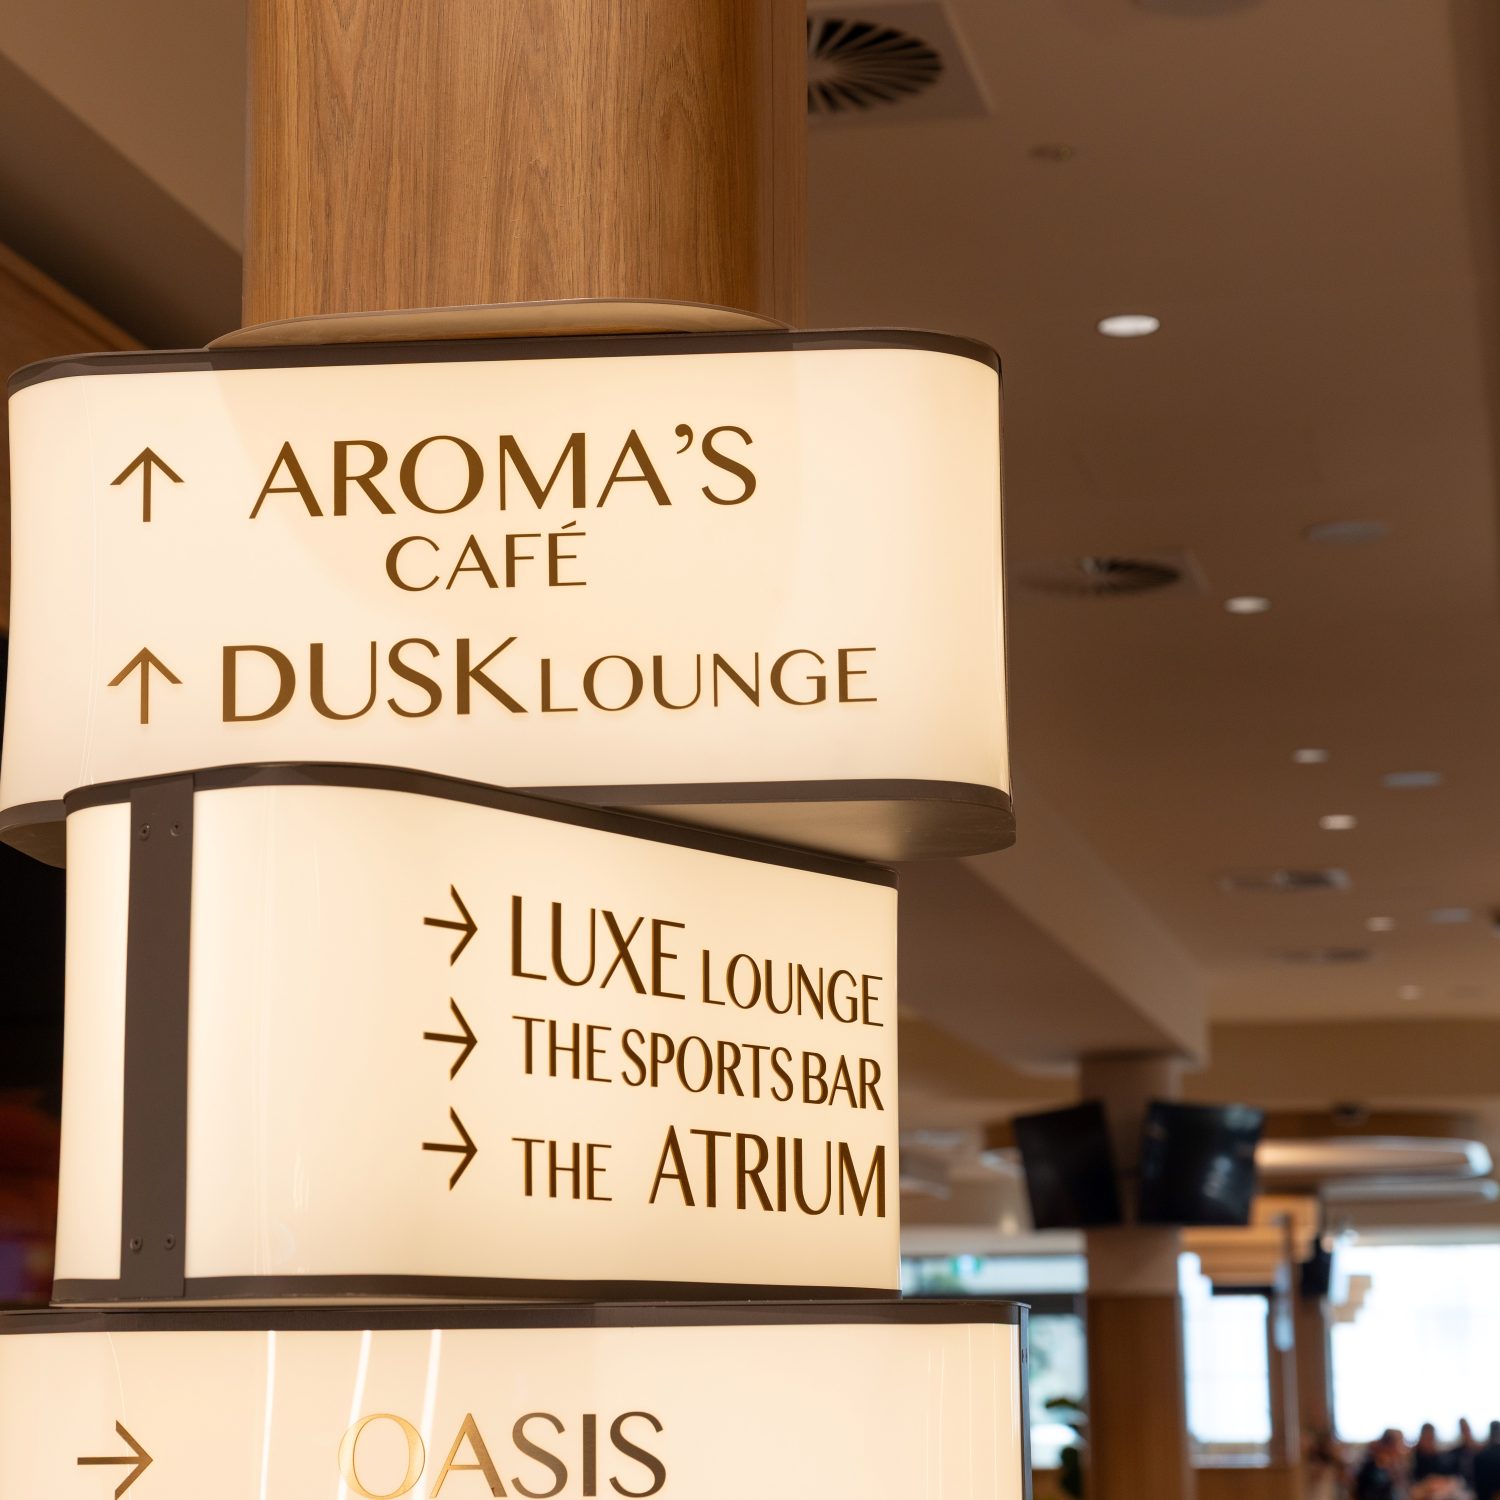 ↑ AROMA'S
CAFÉ
↑ DUSK LOUNGE
→ LUXE LOUNGE
→ THE SPORTS BAR
→ THE ATRIUM
→ OASIS